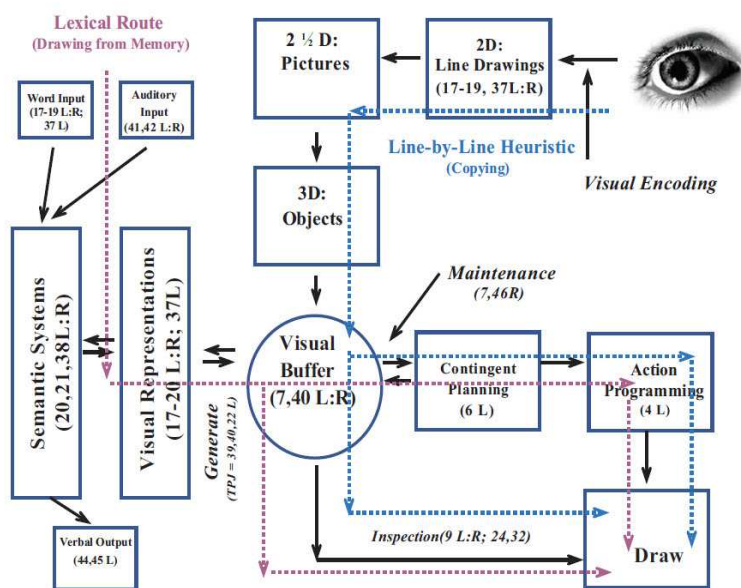 Lexical Route
(Drawing from Memory)
2 ½ D:
Pictures
2D:
Line Drawings
(17-19, 37L:R)
Word Input
(17-19 L:R;
37 L)
Auditory
Input
(41,42 L:R)
Line-by-Line Heuristic
(Copying)
Visual Encoding
3D:
Objects
Maintenance
(7,46R)
Semantic Systems
(20,21,38L:R)
Visual Representations
(17-20 L:R; 37L)
Generate
(TPJ = 39,40,22 L)
Visual
Buffer
(7,40 L:R)
Contingent
Planning
(6 L)
Action
Programming
(4 L)
Inspection(9 L:R; 24,32)
Draw
Verbal Output
(44,45 L)